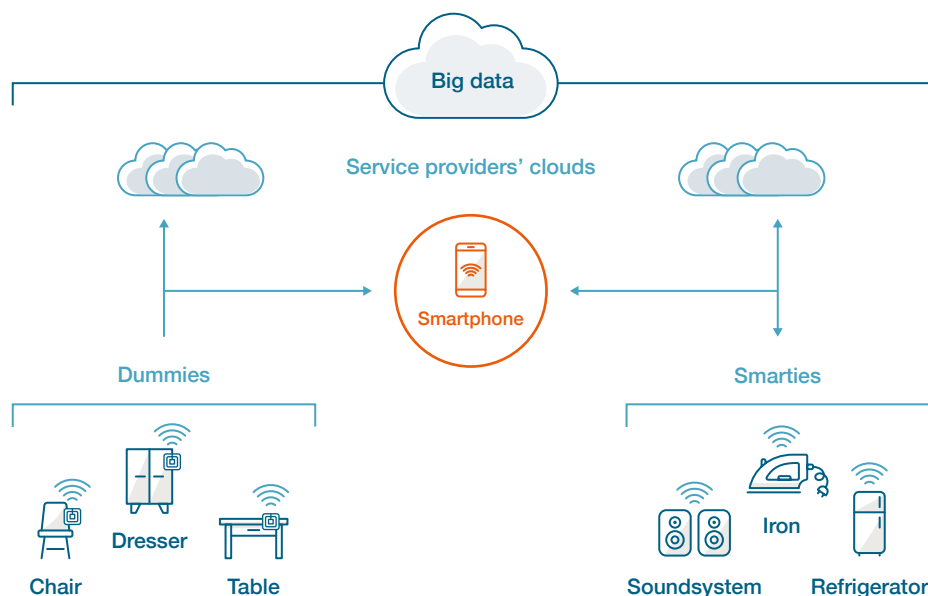 Big data
Service providers’ clouds
Smartphone
Dummies
Smarties
Dresser
Iron
Chair
Table
Soundsystem
Refrigerator